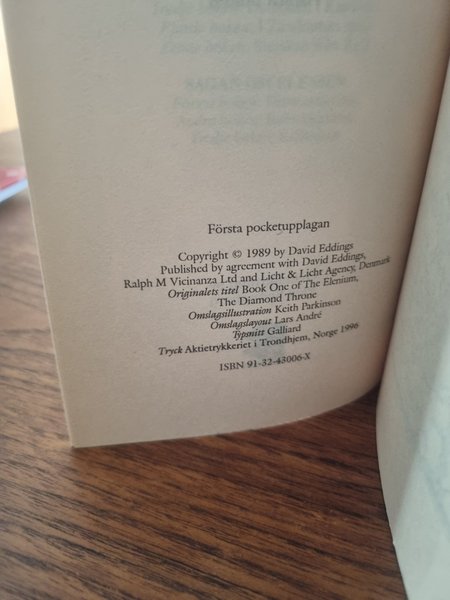 Första pocketupplagan
Copyright © 1989 by David Eddings
Published by agreement with David Eddings,
Ralph M Vicinanza Ltd and Licht & Licht Agency, Denmark
Originalets titel Book One of The Elenium,
The Diamond Throne
Omslagsillustration Keith Parkinson
Omslagslayout Lars André
Typsnitt Galliard
Tryck Aktietrykkeriet i Trondhjem, Norge 1996
ISBN 91-32-43006-X